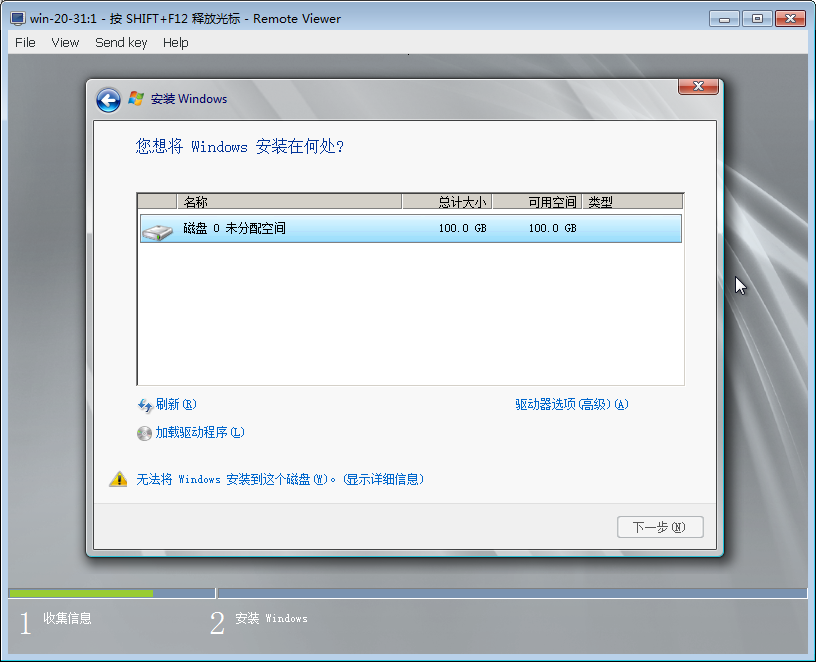 win-20-31:1 - 按 SHIFT+F12 释放光标 - Remote Viewer
File View Send key Help
安装 Windows
您想将 Windows 安装在何处?
名称 总计大小 可用空间 类型
磁盘 0 未分配空间 100.0 GB 100.0 GB
刷新(R) 驱动器选项(高级)(A)
加载驱动程序(L)
无法将 Windows 安装到这个磁盘(W)。(显示详细信息)
下一步(N)
1 收集信息 2 安装 Windows